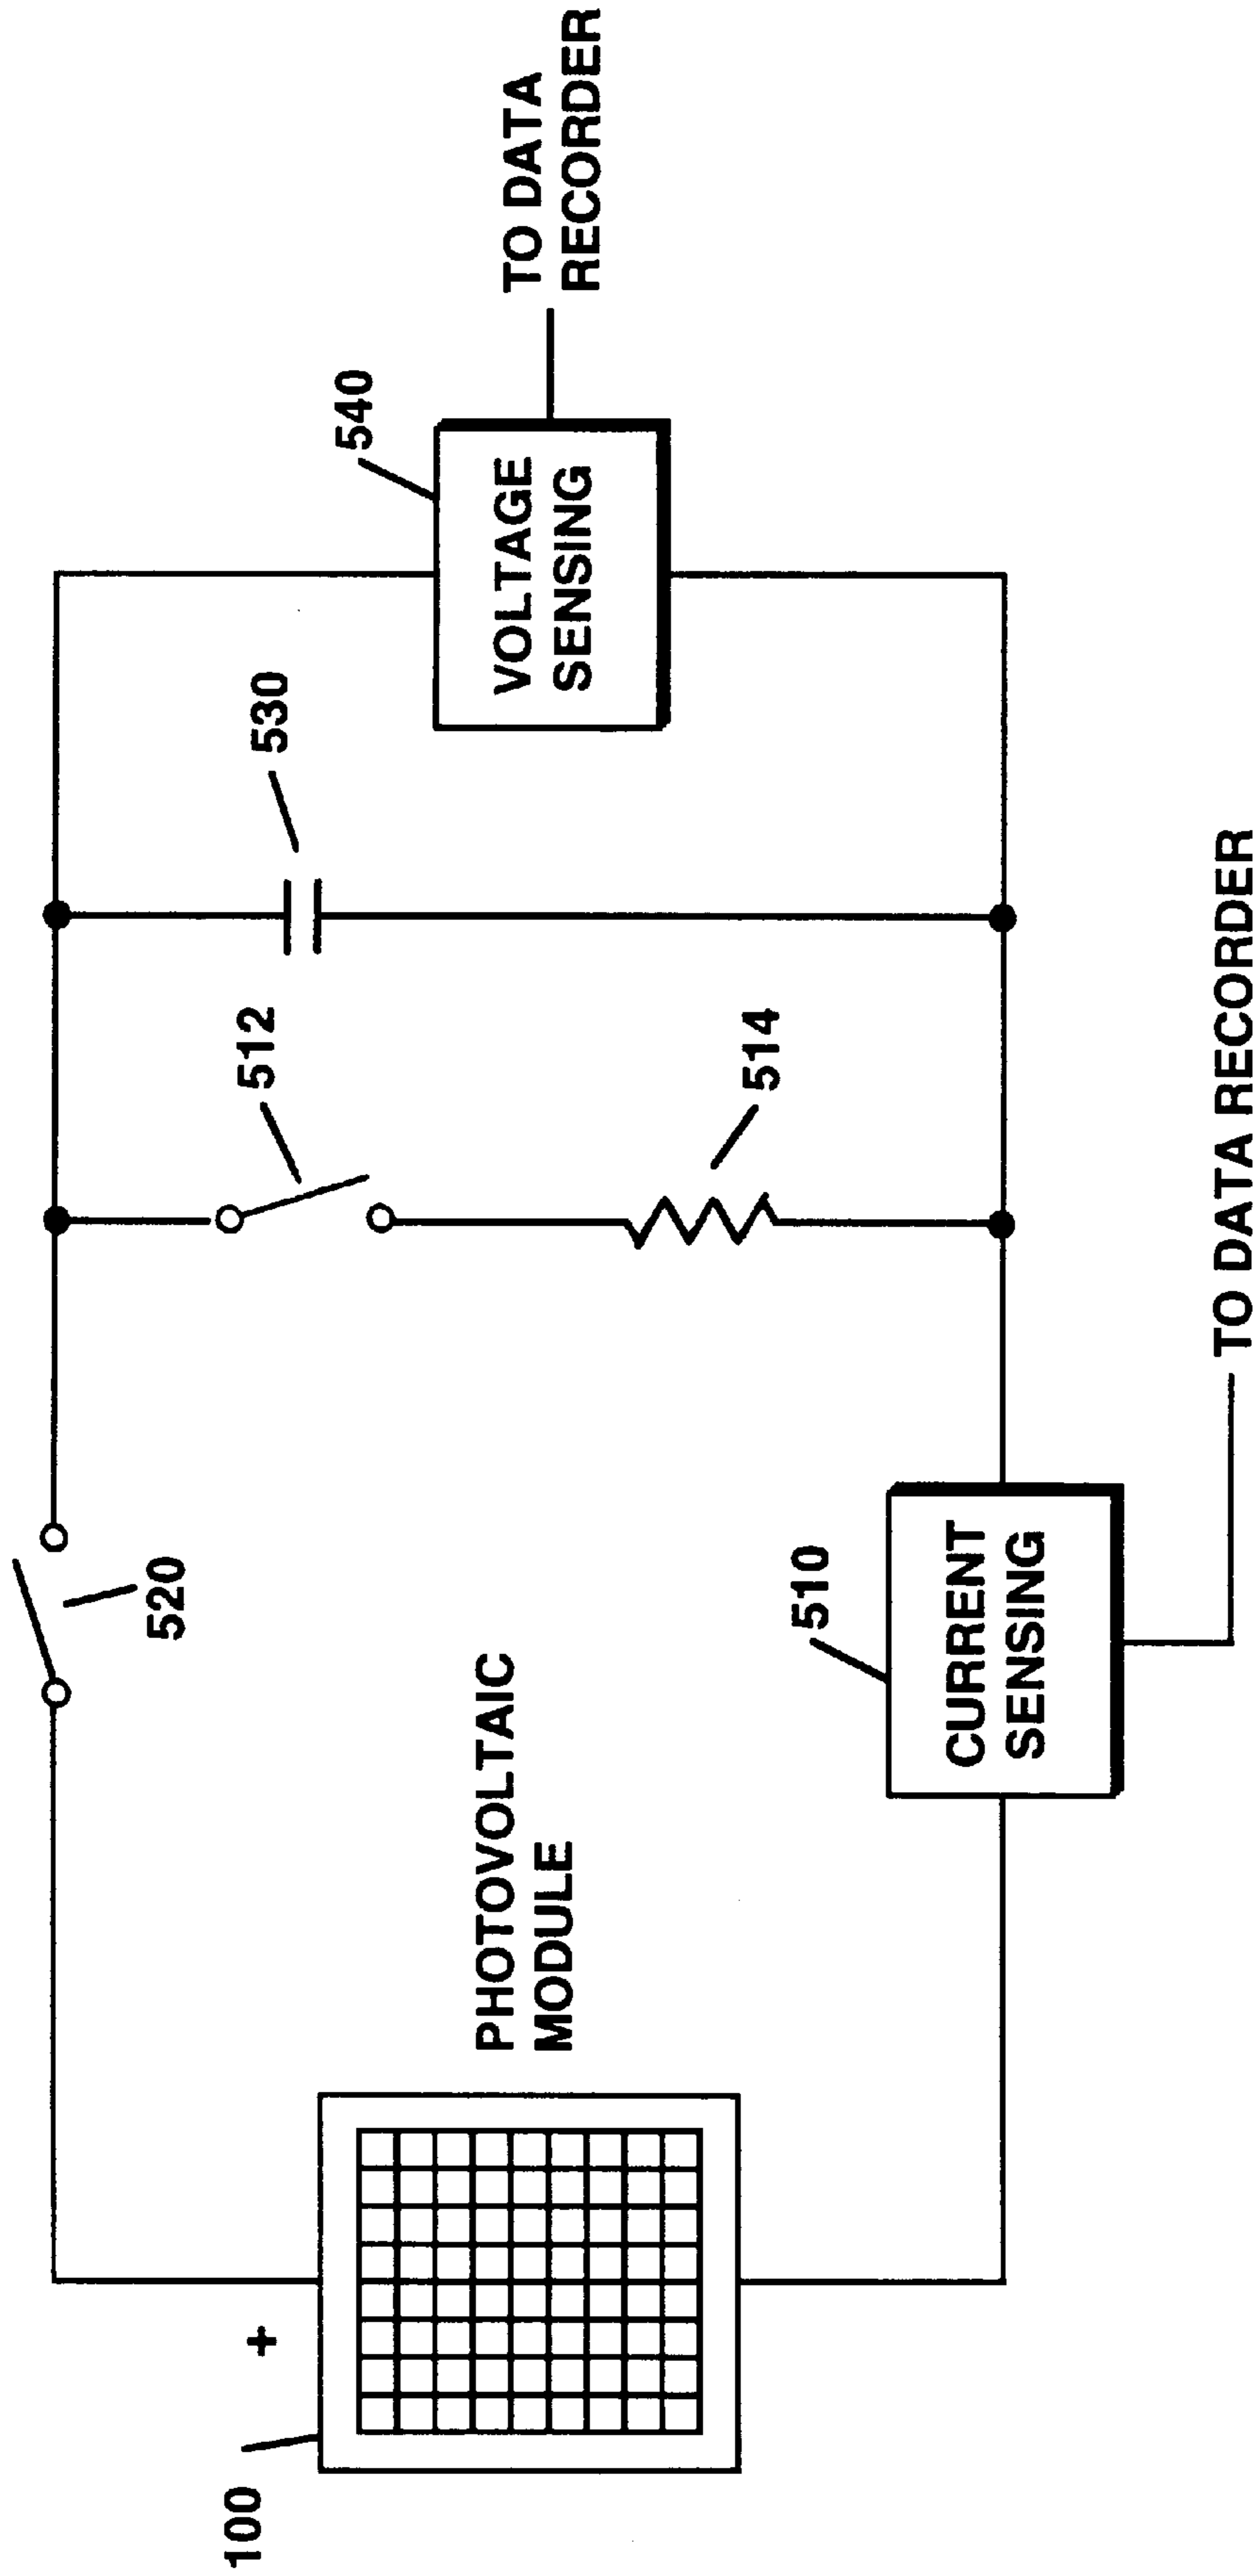 100
+
PHOTOVOLTAIC
MODULE
520
510
CURRENT
SENSING
TO DATA RECORDER
512
514
530
540
VOLTAGE
SENSING
TO DATA
RECORDER